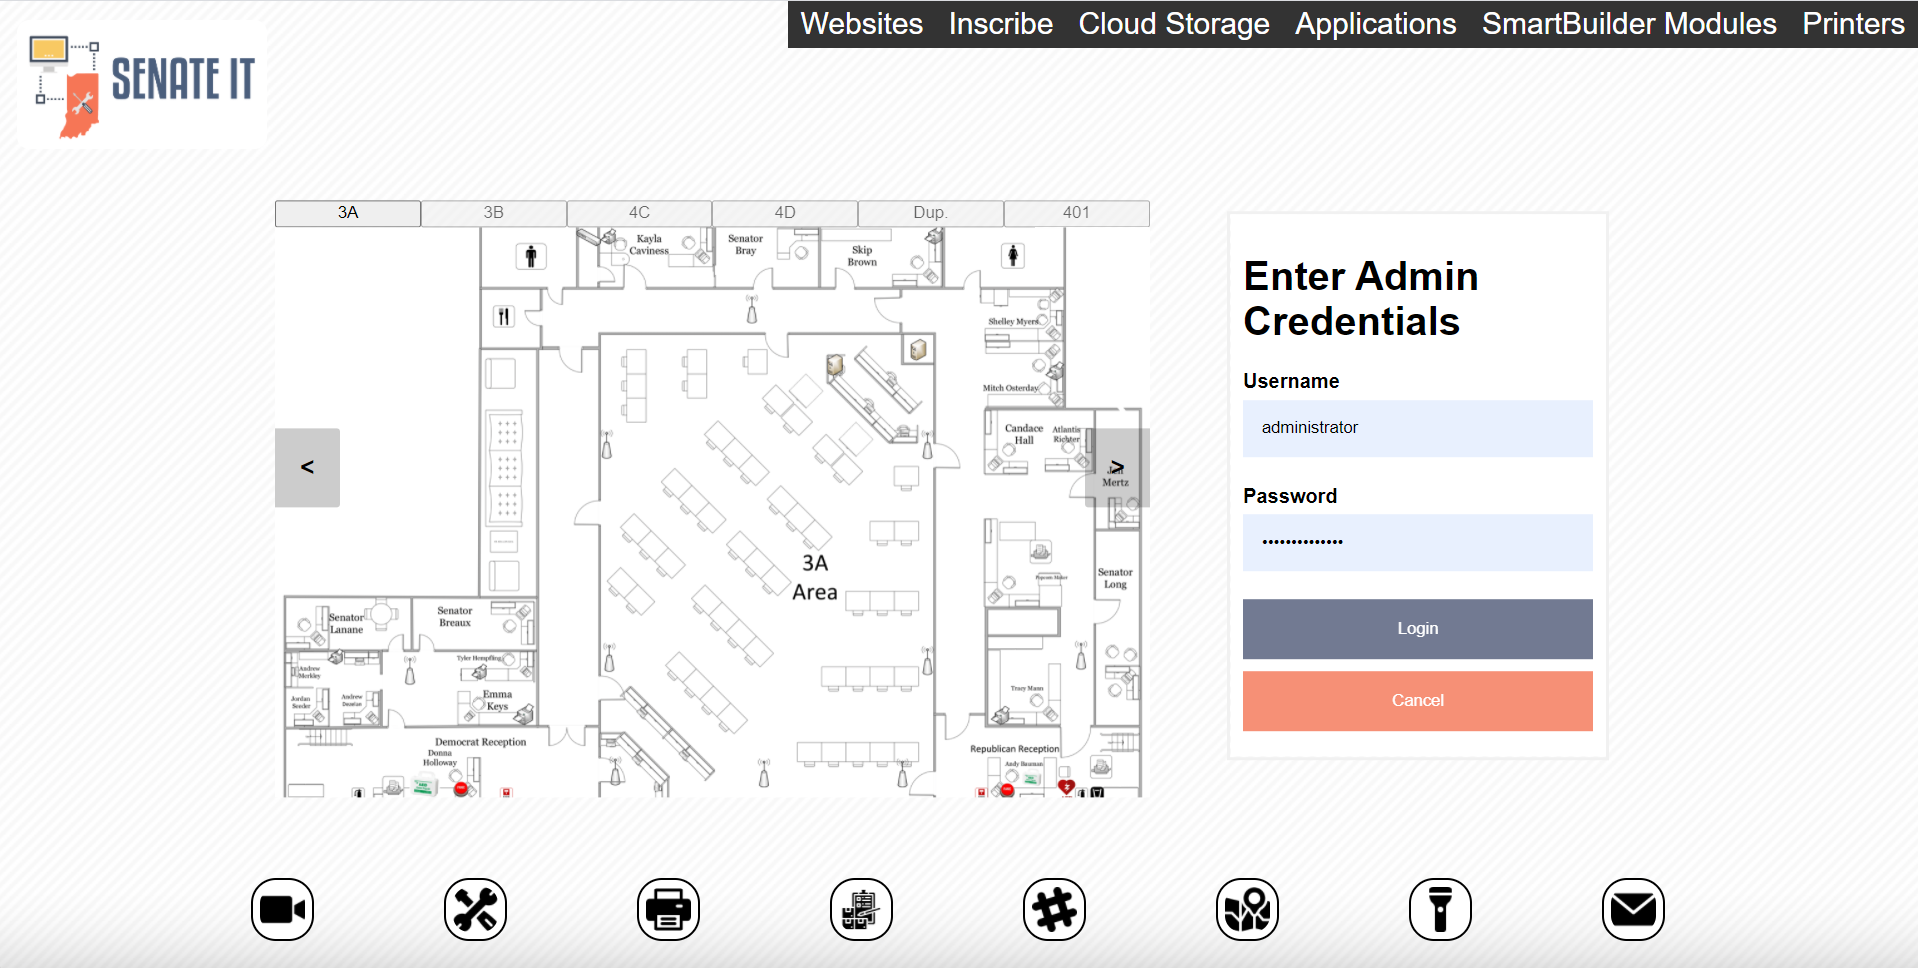 Websites Inscribe Cloud Storage Applications SmartBuilder Modules Printers
SENATE IT
3A 3B 4C 4D Dup. 401
Kayla
Caviness
Senator
Bray
Skip
Brown
Shelley Myers
Mitch Osterday
Candace
Hall
Atlantis
Richter
<
>
Mertz
3A
Area
Popcorn Maker
Senator
Long
Senator
Lanane
Senator
Breaux
Andrew
Merkley
Tyler Hempfling
Jordan
Seeder
Andrew
Emma
Keys
Tracy Mann
Democrat Reception
Donna
Holloway
Republican Reception
Andy Bauman
Enter Admin
Credentials
Username
administrator
Password
••••••••••••••
Login
Cancel